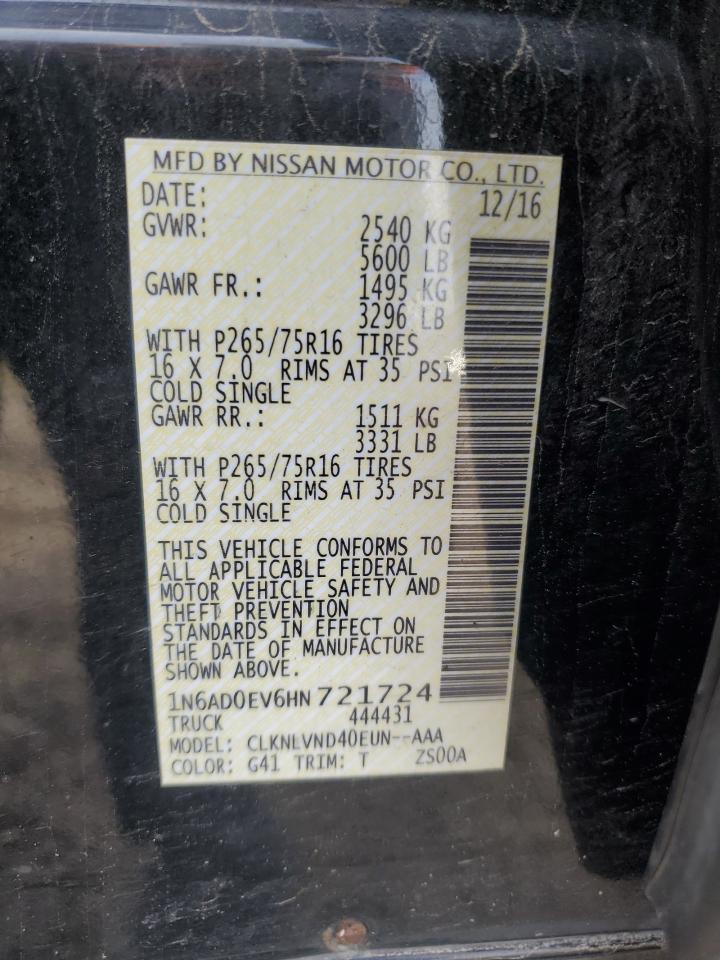 MFD BY NISSAN MOTOR CO., LTD.
DATE: 12/16
GVWR: 2540 KG
5600 LB
GAWR FR.: 1495 KG
3296 LB
WITH P265/75R16 TIRES
16 X 7.0 RIMS AT 35 PSI
COLD SINGLE
GAWR RR.: 1511 KG
3331 LB
WITH P265/75R16 TIRES
16 X 7.0 RIMS AT 35 PSI
COLD SINGLE
THIS VEHICLE CONFORMS TO
ALL APPLICABLE FEDERAL
MOTOR VEHICLE SAFETY AND
THEFT PREVENTION
STANDARDS IN EFFECT ON
THE DATE OF MANUFACTURE
SHOWN ABOVE.
1N6AD0EV6HN721724
TRUCK 444431
MODEL: CLKNLVND40EUN--AAA
COLOR: G41 TRIM: T ZS00A